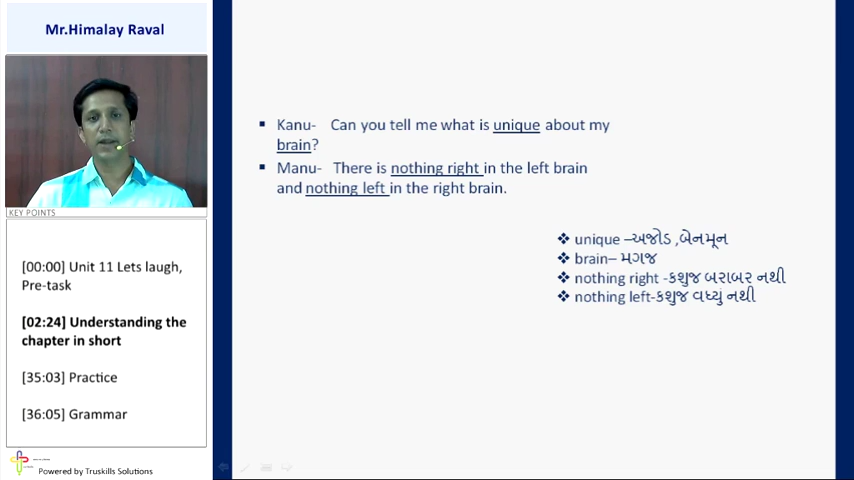 Mr.Himalay Raval
KEY POINTS
[00:00] Unit 11 Lets laugh,
Pre-task
[02:24] Understanding the
chapter in short
[35:03] Practice
[36:05] Grammar
Powered by Truskills Solutions
▪ Kanu- Can you tell me what is unique about my
brain?
▪ Manu- There is nothing right in the left brain
and nothing left in the right brain.
❖ unique –અજોડ ,બેનમૂન
❖ brain– મગજ
❖ nothing right -કશુજ બરાબર નથી
❖ nothing left-કશુજ વધ્યું નથી